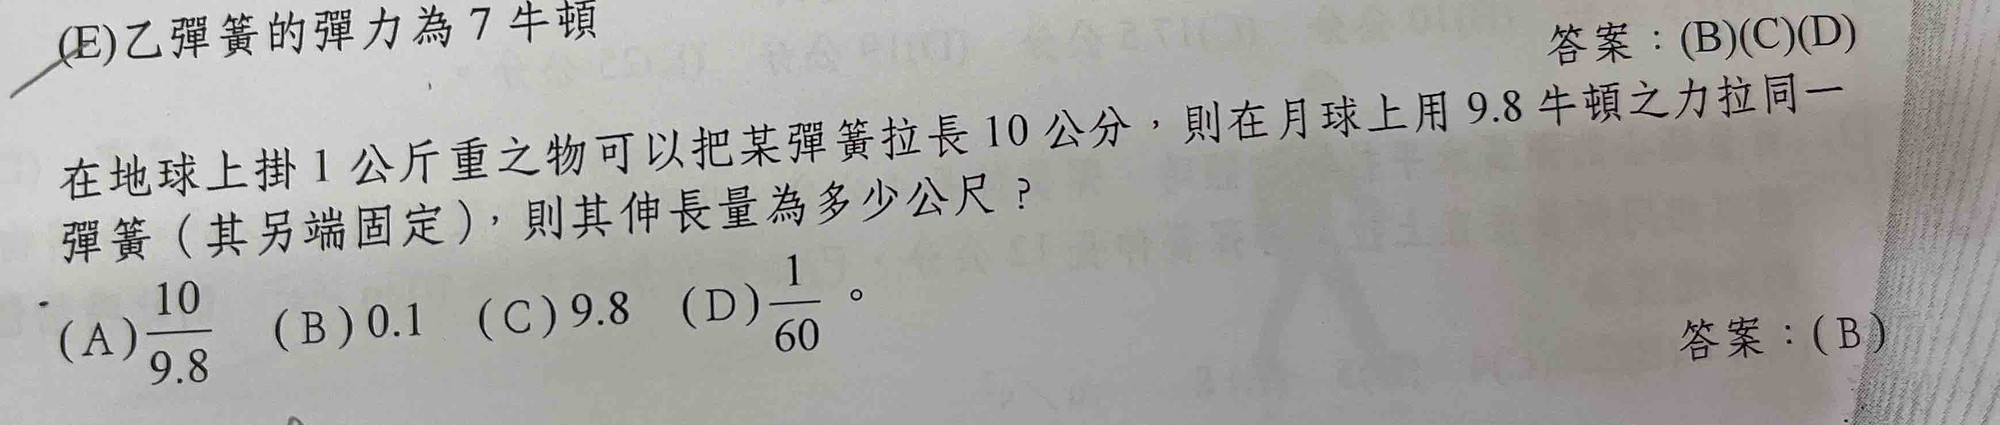 (E)乙彈簧的彈力為 7 牛頓
答案：(B)(C)(D)
在地球上掛 1 公斤重之物可以把某彈簧拉長 10 公分，則在月球上用 9.8 牛頓之力拉同一
彈簧（其另端固定），則其伸長量為多少公尺？
(A) 10/9.8 (B) 0.1 (C) 9.8 (D) 1/60。
答案：(B)